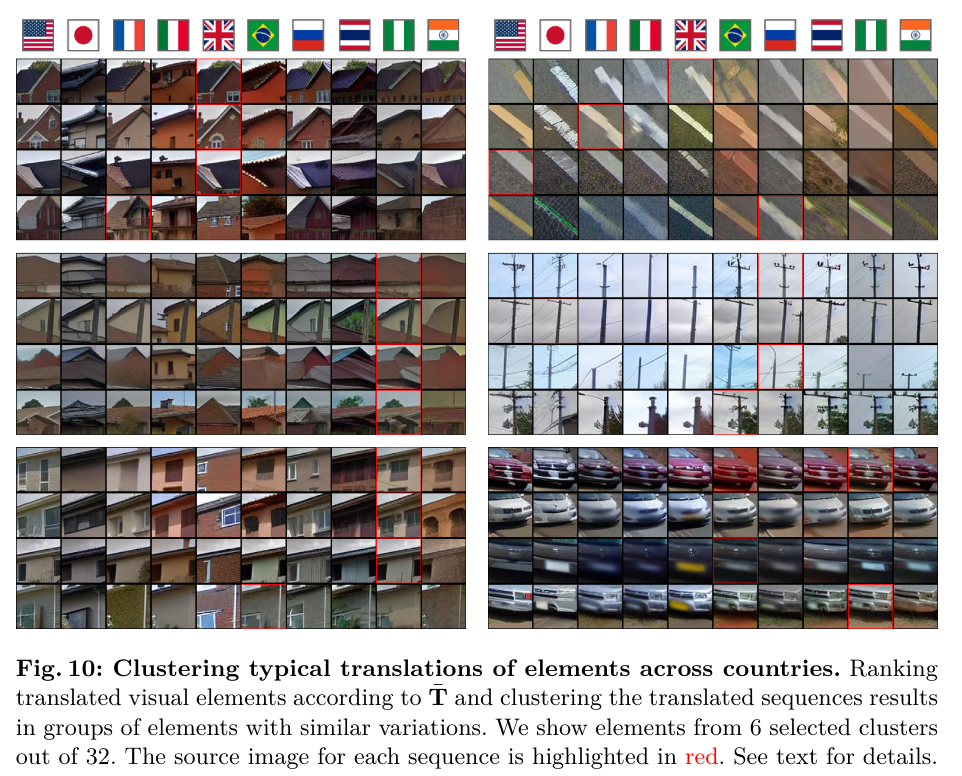 Fig. 10: Clustering typical translations of elements across countries. Ranking
translated visual elements according to T̄ and clustering the translated sequences results
in groups of elements with similar variations. We show elements from 6 selected clusters
out of 32. The source image for each sequence is highlighted in red. See text for details.